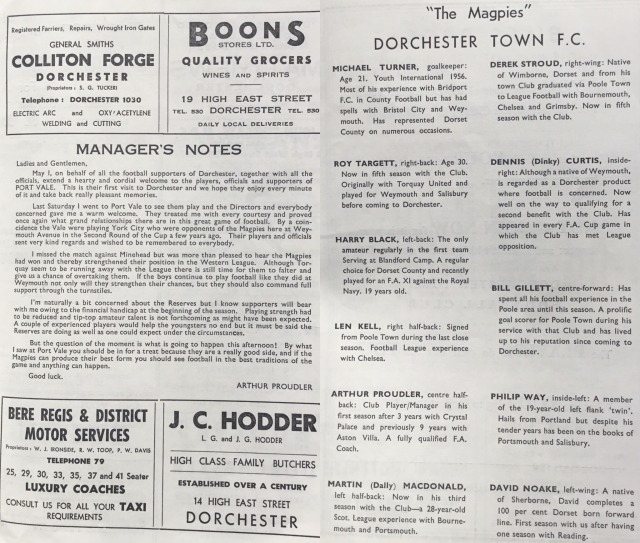 Registered Farriers, Repairs, Wrought Iron Gates
GENERAL SMITHS
COLLITON FORGE
DORCHESTER
(Proprietor : S. G. TUCKER)
Telephone : DORCHESTER 1030
ELECTRIC ARC and OXY/ACETYLENE
WELDING and CUTTING
BOONS
STORES LTD.
QUALITY GROCERS
WINES AND SPIRITS
19 HIGH EAST STREET
TEL. 530 DORCHESTER TEL. 530
DAILY LOCAL DELIVERIES
MANAGER'S NOTES
Ladies and Gentlemen,
May I, on behalf of all the football supporters of Dorchester, together with all the
officials, extend a hearty and cordial welcome to the players, officials and supporters of
PORT VALE. This is their first visit to Dorchester and we hope they enjoy every minute
of it and take back really pleasant memories.
Last Saturday I went to Port Vale to see them play and the Directors and everybody
concerned gave me a warm welcome. They treated me with every courtesy and proved
once again what grand relationships there are in this great game of football. By a coin-
cidence the Vale were playing York City who were opponents of the Magpies here at Wey-
mouth Avenue in the Second Round of the Cup a few years ago. Their players and officials
sent very kind regards and wished to be remembered to everybody.
I missed the match against Minehead but was more than pleased to hear the Magpies
had won and thereby strengthened their position in the Western League. Although Tor-
quay seem to be running away with the League there is still time for them to falter and
give us a chance of overtaking them. If the boys continue to play football like they did at
Weymouth not only will they strengthen their chances, but they should also command full
support through the turnstiles.
I'm naturally a bit concerned about the Reserves but I know supporters will bear
with me owing to the financial handicap at the beginning of the season. Playing strength had
to be reduced and tip-top amateur talent is not forthcoming as might have been expected.
A couple of experienced players would help the youngsters no end but it must be said the
Reserves are doing as well as one could expect under the circumstances.
But the question of the moment is what is going to happen this afternoon! By what
I saw at Port Vale you should be in for a treat because they are a really good side, and if the
Magpies can produce their best form you should see football in the best traditions of the
game and anything can happen.
Good luck.
ARTHUR PROUDLER
BERE REGIS & DISTRICT
MOTOR SERVICES
Proprietors : W. J. IRONSIDE, R. W. TOOP, P. W. DAVIS
TELEPHONE 79
25, 29, 30, 33, 35, 37 and 41 Seater
LUXURY COACHES
CONSULT US FOR ALL YOUR TAXI
REQUIREMENTS
J. C. HODDER
L. G. and J. G. HODDER
HIGH CLASS FAMILY BUTCHERS
ESTABLISHED OVER A CENTURY
14 HIGH EAST STREET
DORCHESTER
"The Magpies"
DORCHESTER TOWN F.C.
MICHAEL TURNER, goalkeeper:
Age 21. Youth International 1956.
Most of his experience with Bridport
F.C. in County Football but has had
spells with Bristol City and Wey-
mouth. Has represented Dorset
County on numerous occasions.
ROY TARGETT, right-back: Age 30.
Now in fifth season with the Club.
Originally with Torquay United and
played for Weymouth and Salisbury
before coming to Dorchester.
HARRY BLACK, left-back: The only
amateur regularly in the first team
Serving at Blandford Camp. A regular
choice for Dorset County and recently
played for an F.A. XI against the Royal
Navy. 19 years old.
LEN KELL, right half-back: Signed
from Poole Town during the last close
season. Football League experience
with Chelsea.
ARTHUR PROUDLER, centre half-
back: Club Player/Manager in his
first season after 3 years with Crystal
Palace and previously 9 years with
Aston Villa. A fully qualified F.A.
Coach.
MARTIN (Dally) MACDONALD,
left half-back: Now in his third
season with the Club—a 28-year-old
Scot. League experience with Bourne-
mouth and Portsmouth.
DEREK STROUD, right-wing: Native
of Wimborne, Dorset and from his
town Club graduated via Poole Town
to League Football with Bournemouth,
Chelsea and Grimsby. Now in fifth
season with the Club.
DENNIS (Dinky) CURTIS, inside-
right: Although a native of Weymouth,
is regarded as a Dorchester product
where football is concerned. Now
well on the way to qualifying for a
second benefit with the Club. Has
appeared in every F.A. Cup game in
which the Club has met League
opposition.
BILL GILLETT, centre-forward: Has
spent all his football experience in the
Poole area until this season. A prolific
goal scorer for Poole Town during his
service with that Club and has lived
up to his reputation since coming to
Dorchester.
PHILIP WAY, inside-left: A member
of the 19-year-old left flank 'twin'.
Hails from Portland but despite his
tender years has been on the books of
Portsmouth and Salisbury.
DAVID NOAKE, left-wing: A native
of Sherborne, David completes a
100 per cent Dorset born forward
line. First season with us after having
one season with Reading.